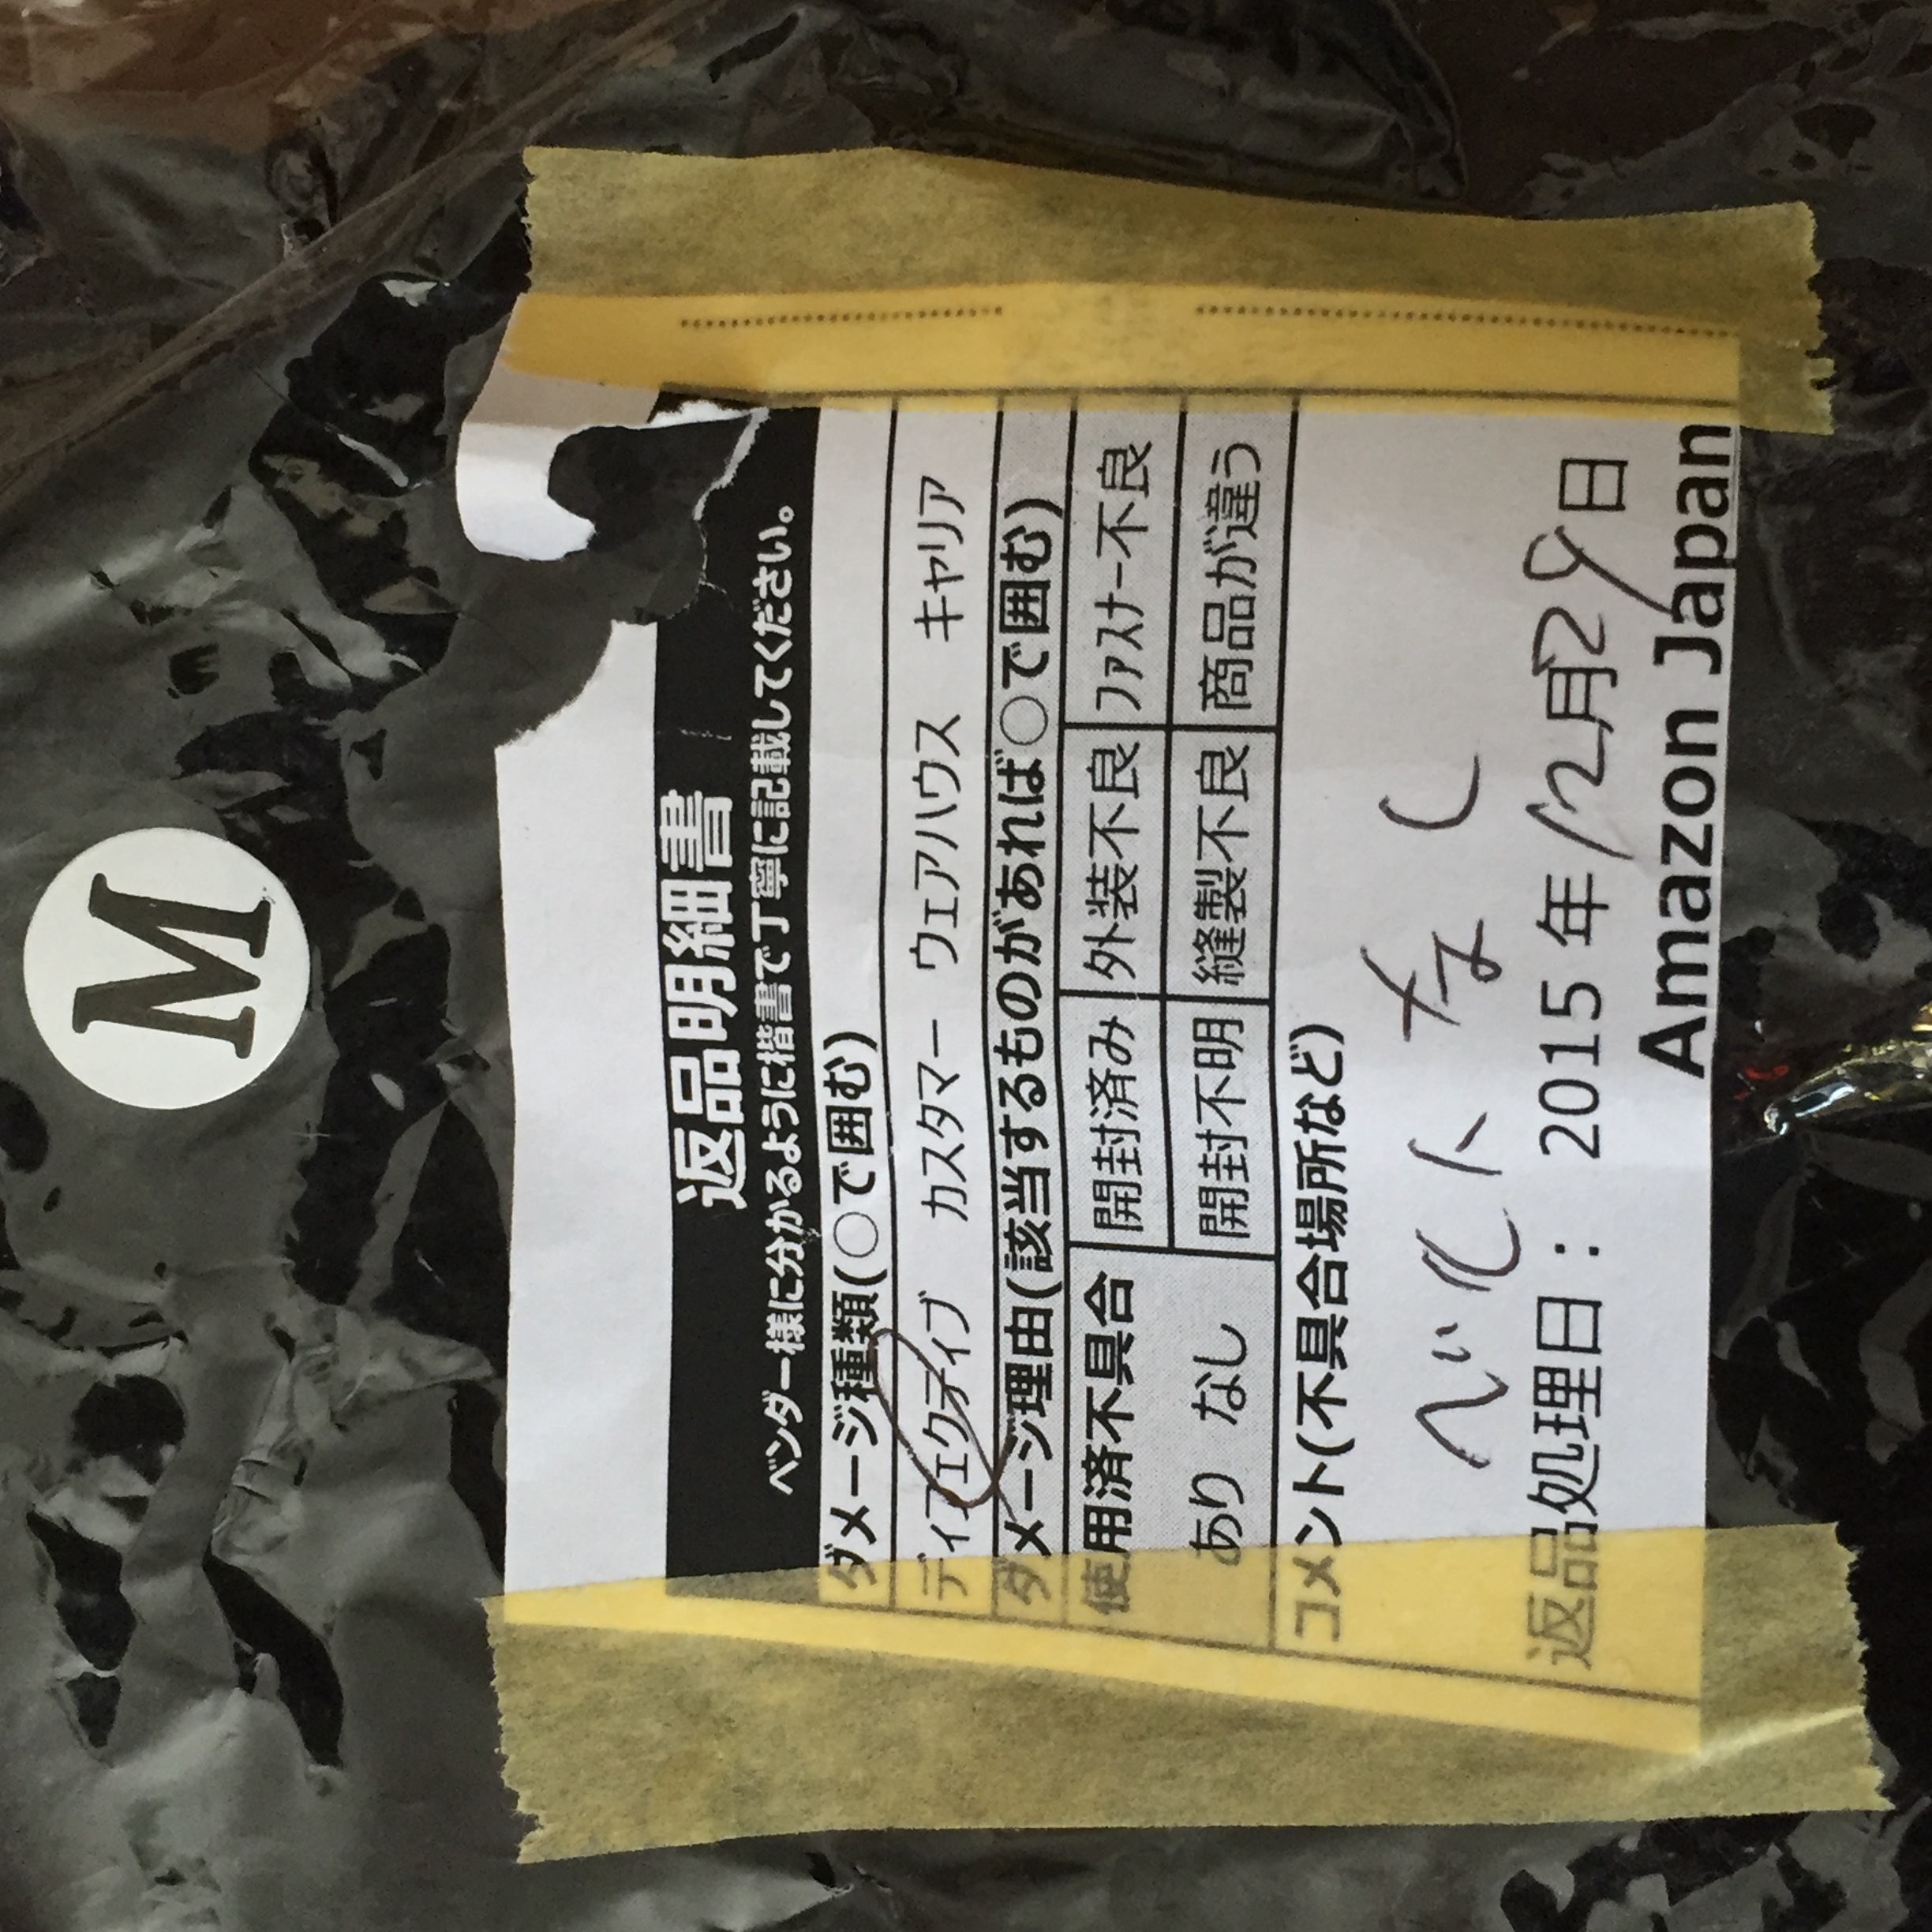 M
返品明細書
ベンダー様に分かるように楷書で丁寧に記載してください。
ダメージ種類(○で囲む)
ディフェクティブ カスタマー ウェアハウス キャリア
ダメージ理由(該当するものがあれば○で囲む)
使用済不具合 開封済み 外装不良 ファスナー不良
あり なし 開封不明 縫製不良 商品が違う
コメント(不具合場所など)
ベルトなし
返品処理日: 2015年12月29日
Amazon Japan